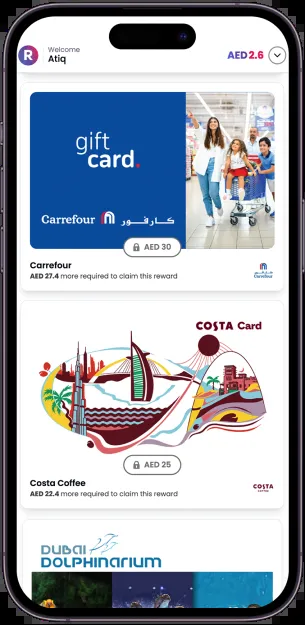 R
Welcome
Atiq
AED 2.6
gift
card.
Carrefour كارفور
AED 30
Carrefour
AED 27.4 more required to claim this reward
كارفور
Carrefour
COSTA Card
AED 25
Costa Coffee
AED 22.4 more required to claim this reward
COSTA
COFFEE
DUBAI
DOLPHINARIUM